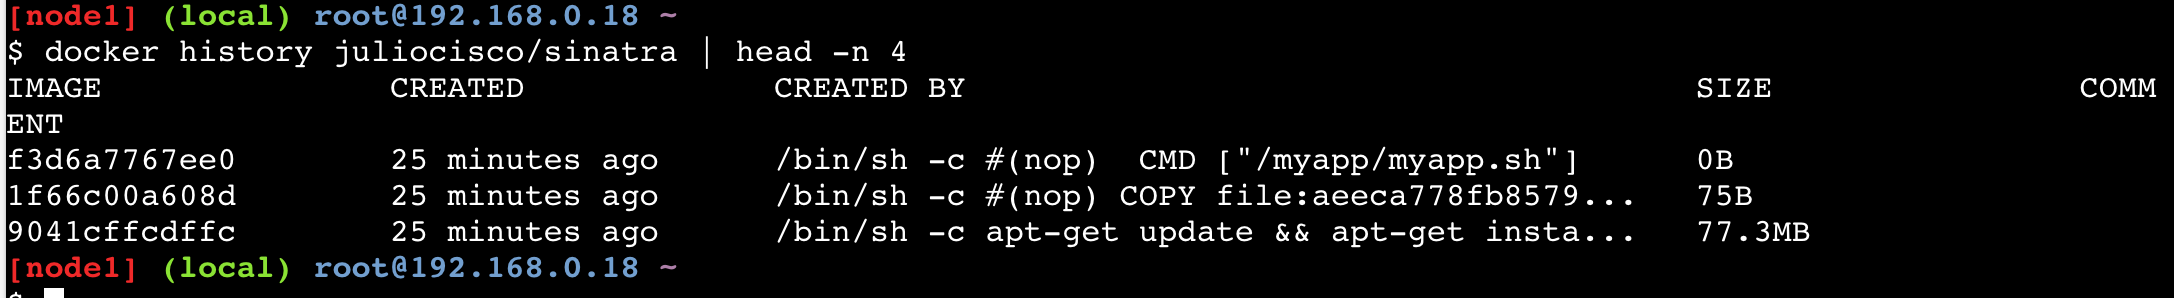 [node1] (local) root@192.168.0.18 ~
$ docker history juliocisco/sinatra | head -n 4
IMAGE               CREATED             CREATED BY                                      SIZE                COMM
ENT
f3d6a7767ee0        25 minutes ago      /bin/sh -c #(nop)  CMD ["/myapp/myapp.sh"]      0B
1f66c00a608d        25 minutes ago      /bin/sh -c #(nop) COPY file:aeeca778fb8579...   75B
9041cffcdffc        25 minutes ago      /bin/sh -c apt-get update && apt-get insta...   77.3MB
[node1] (local) root@192.168.0.18 ~
$